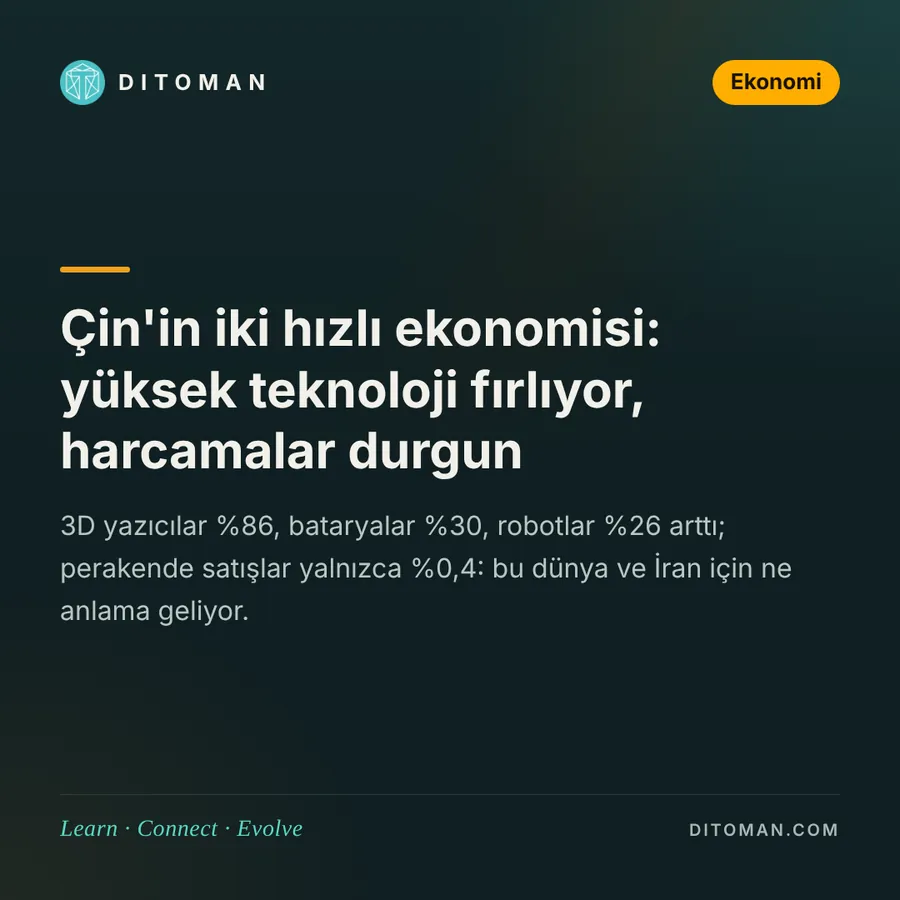 DITOMAN
Ekonomi
Çin'in iki hızlı ekonomisi:
yüksek teknoloji fırlıyor,
harcamalar durgun
3D yazıcılar %86, bataryalar %30, robotlar %26 arttı;
perakende satışlar yalnızca %0,4: bu dünya ve İran için ne
anlama geliyor.
Learn · Connect · Evolve
DITOMAN.COM